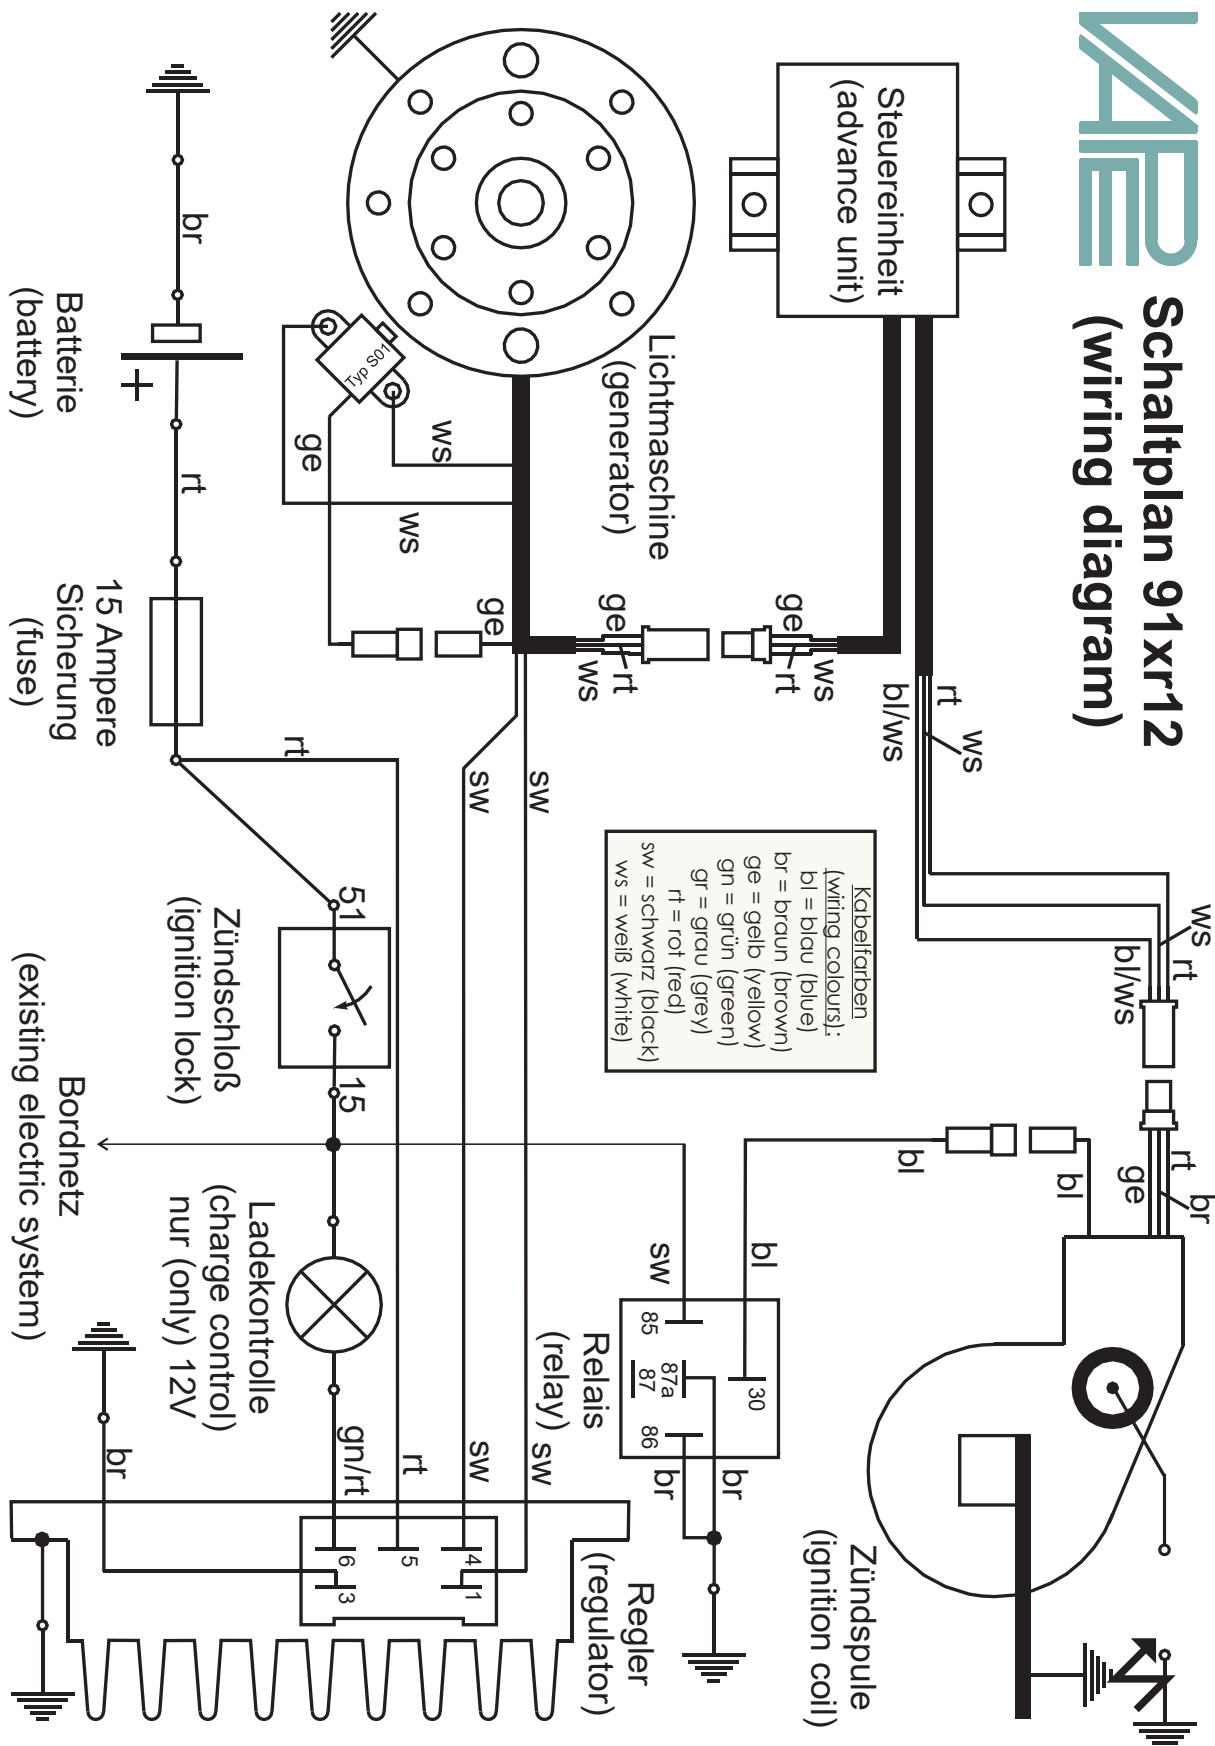 VAPE
Schaltplan 91xr12
(wiring diagram)
Steuereinheit
(advance unit)
rt
ws
bl/ws
ws
rt
bl/ws
rt
br
ge
ge
rt
ws
ge
rt
ws
Lichtmaschine
(generator)
Typ S01
ws
ge
ws
ge
bl
bl
bl
Zündspule
(ignition coil)
Kabelfarben
(wiring colours):
bl = blau (blue)
br = braun (brown)
ge = gelb (yellow)
gn = grün (green)
gr = grau (grey)
rt = rot (red)
sw = schwarz (black)
ws = weiß (white)
sw
sw
sw
30
87a
87
85
86
br
br
Relais
(relay)
br
Batterie
(battery)
+
rt
15 Ampere
Sicherung
(fuse)
rt
51
15
Zündschloß
(ignition lock)
Bordnetz
(existing electric system)
Ladekontrolle
(charge control)
nur (only) 12V
sw
sw
rt
gn/rt
br
4
1
5
6
3
Regler
(regulator)